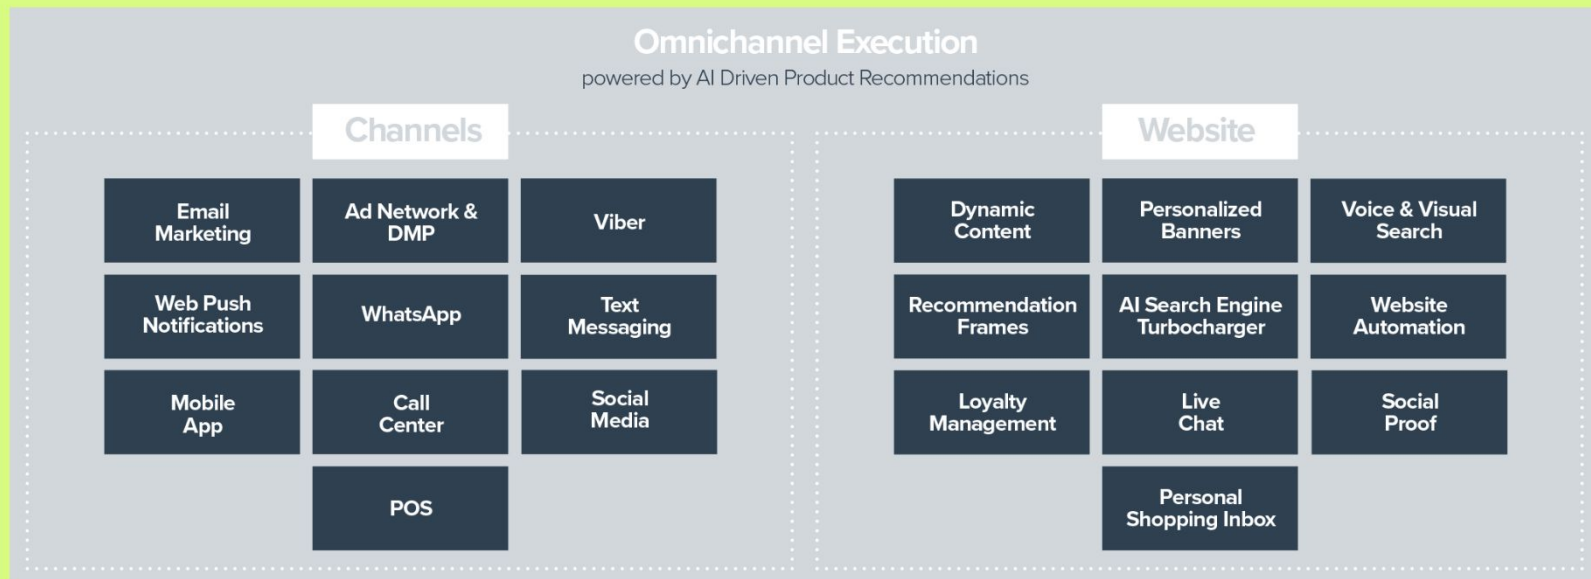 Omnichannel Execution
powered by AI Driven Product Recommendations
Channels
Email
Marketing
Ad Network &
DMP
Viber
Web Push
Notifications
WhatsApp
Text
Messaging
Mobile
App
Call
Center
Social
Media
POS
Website
Dynamic
Content
Personalized
Banners
Voice & Visual
Search
Recommendation
Frames
AI Search Engine
Turbocharger
Website
Automation
Loyalty
Management
Live
Chat
Social
Proof
Personal
Shopping Inbox